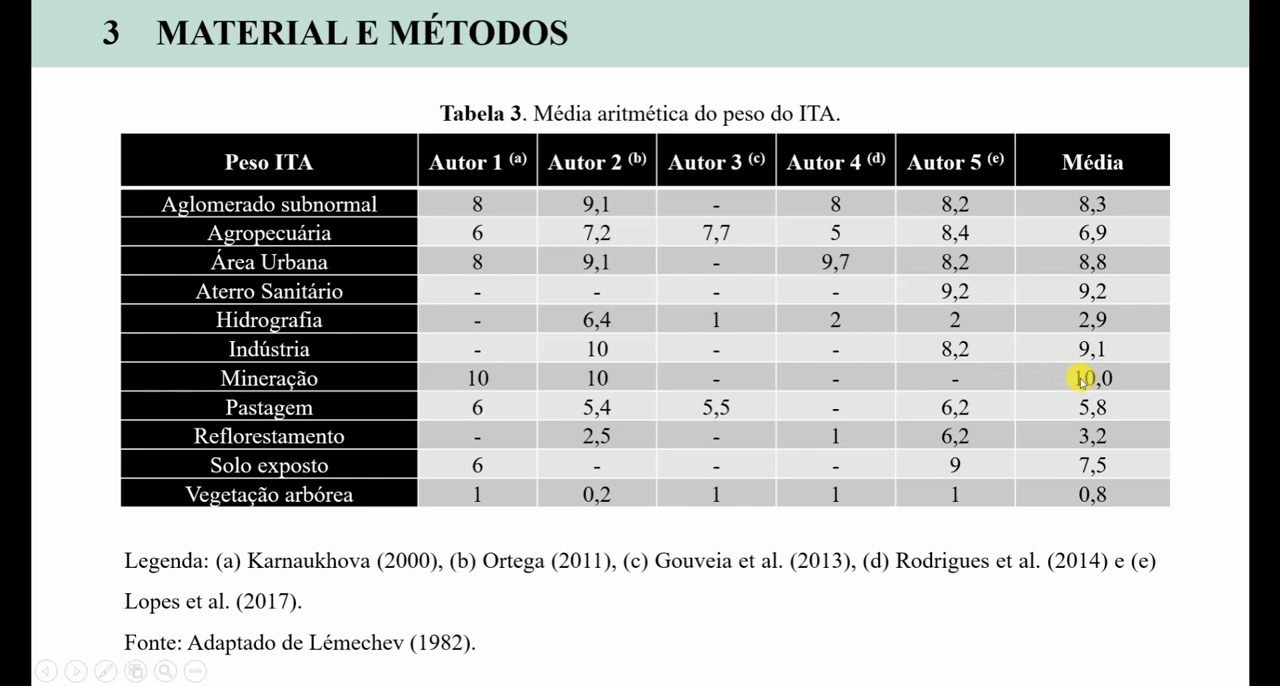 3 MATERIAL E MÉTODOS
Tabela 3. Média aritmética do peso do ITA.
Peso ITA Autor 1 (a) Autor 2 (b) Autor 3 (c) Autor 4 (d) Autor 5 (e) Média
Aglomerado subnormal 8 9,1 - 8 8,2 8,3
Agropecuária 6 7,2 7,7 5 8,4 6,9
Área Urbana 8 9,1 - 9,7 8,2 8,8
Aterro Sanitário - - - - 9,2 9,2
Hidrografia - 6,4 1 2 2 2,9
Indústria - 10 - - 8,2 9,1
Mineração 10 10 - - - 10,0
Pastagem 6 5,4 5,5 - 6,2 5,8
Reflorestamento - 2,5 - 1 6,2 3,2
Solo exposto 6 - - - 9 7,5
Vegetação arbórea 1 0,2 1 1 1 0,8
Legenda: (a) Karnaukhova (2000), (b) Ortega (2011), (c) Gouveia et al. (2013), (d) Rodrigues et al. (2014) e (e)
Lopes et al. (2017).
Fonte: Adaptado de Lémechev (1982).